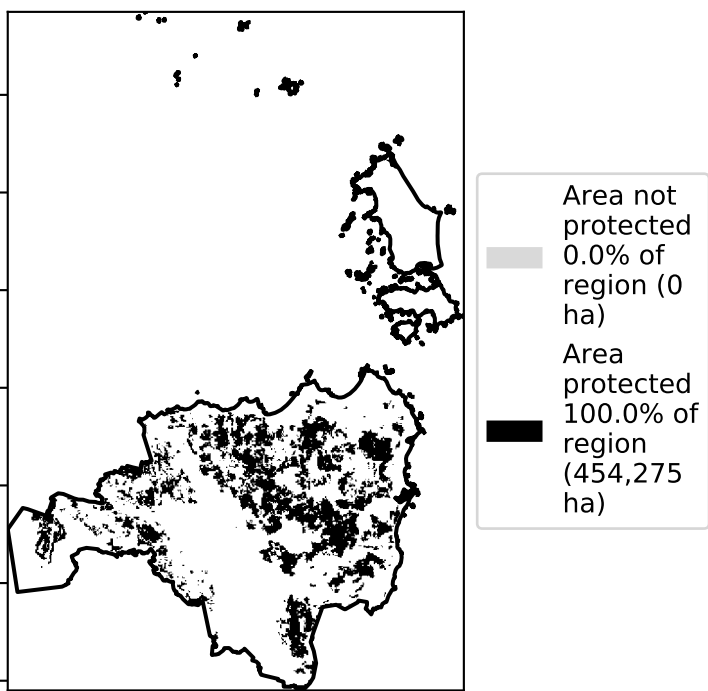 Area not
protected
0.0% of
region (0
ha)
Area
protected
100.0% of
region
(454,275
ha)